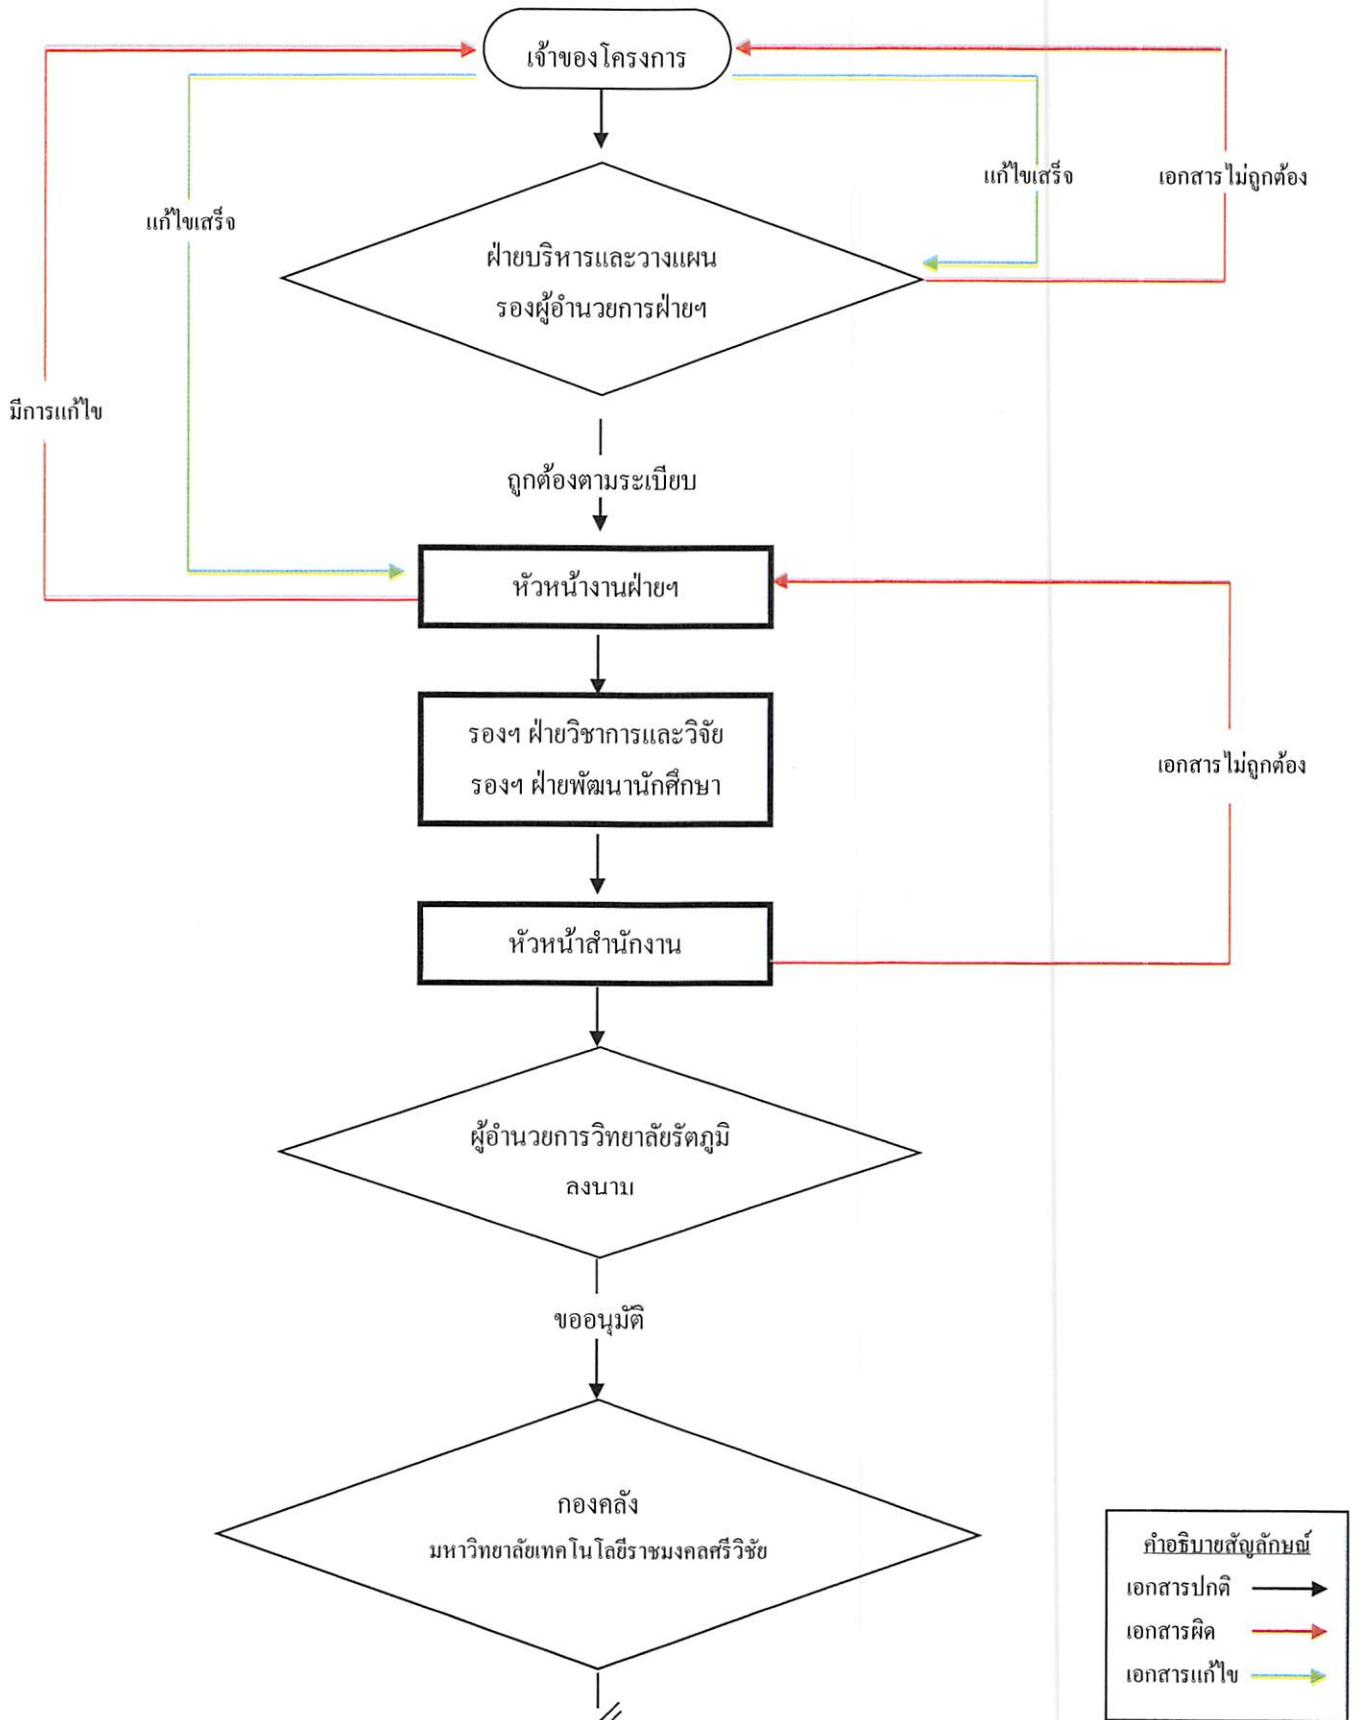 เจ้าของโครงการ
แก้ไขเสร็จ
เอกสารไม่ถูกต้อง
แก้ไขเสร็จ
ฝ่ายบริหารและวางแผน
รองผู้อำนวยการฝ่ายฯ
มีการแก้ไข
ถูกต้องตามระเบียบ
หัวหน้างานฝ่ายฯ
รองฯ ฝ่ายวิชาการและวิจัย
รองฯ ฝ่ายพัฒนานักศึกษา
เอกสารไม่ถูกต้อง
หัวหน้าสำนักงาน
ผู้อำนวยการวิทยาลัยรัตภูมิ
ลงนาม
ขออนุมัติ
กองคลัง
มหาวิทยาลัยเทคโนโลยีราชมงคลศรีวิชัย
คำอธิบายสัญลักษณ์
เอกสารปกติ
เอกสารผิด
เอกสารแก้ไข